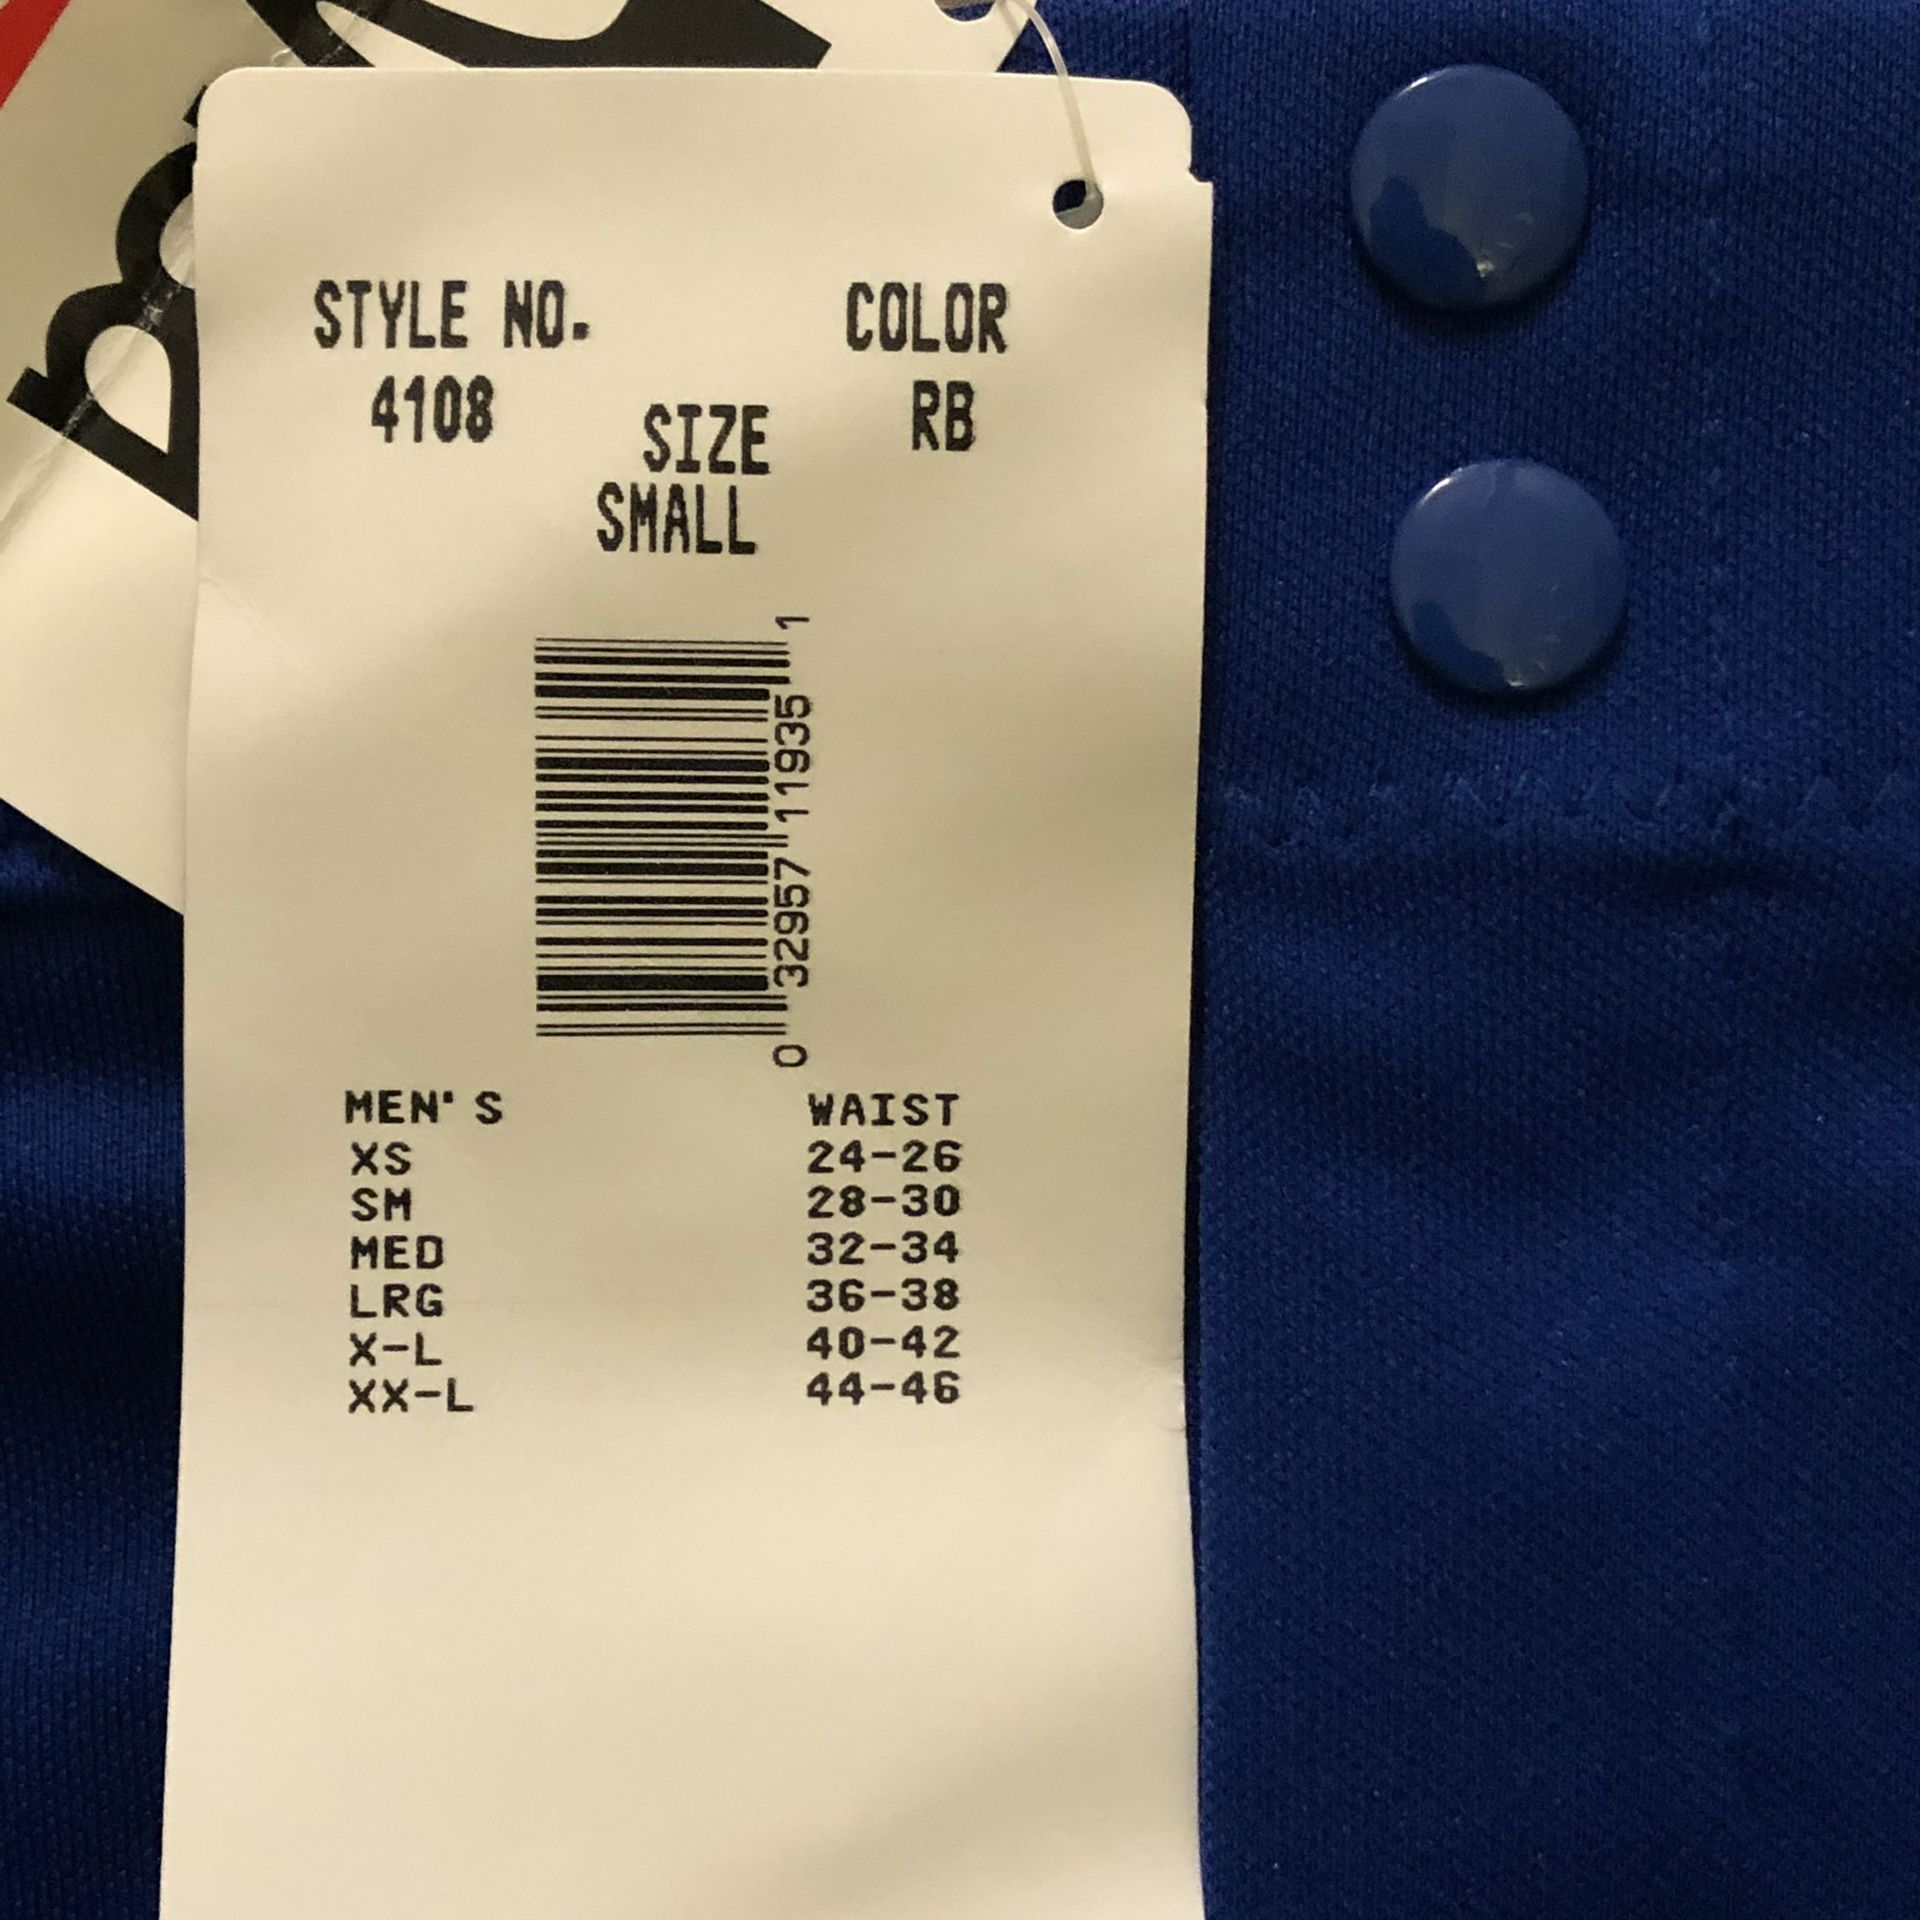 STYLE NO. COLOR
4108 RB
SIZE
SMALL
0 32957 11935 1
MEN'S WAIST
XS 24-26
SM 28-30
MED 32-34
LRG 36-38
X-L 40-42
XX-L 44-46